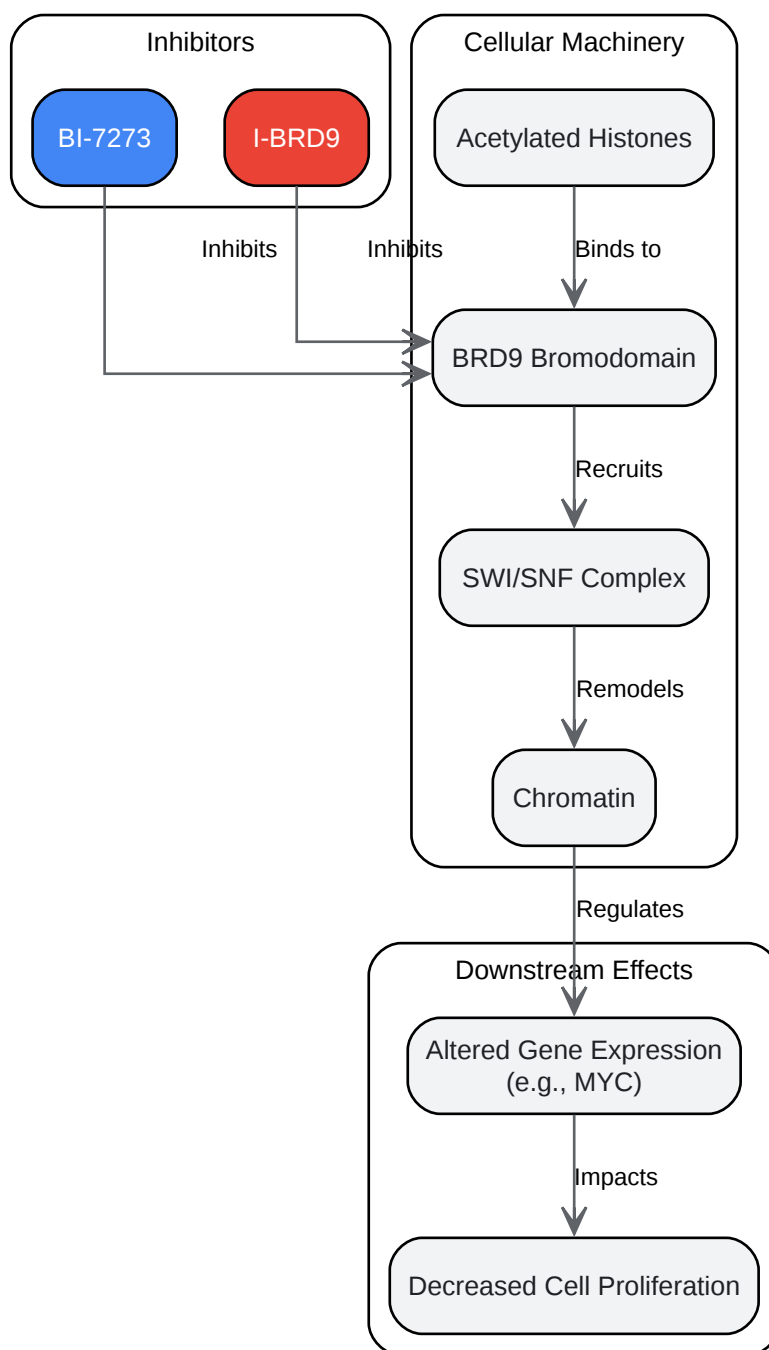 Inhibitors
BI-7273
I-BRD9
Cellular Machinery
Acetylated Histones
Inhibits
Inhibits
Binds to
BRD9 Bromodomain
Recruits
SWI/SNF Complex
Remodels
Chromatin
Regulates
Downstream Effects
Altered Gene Expression
(e.g., MYC)
Impacts
Decreased Cell Proliferation